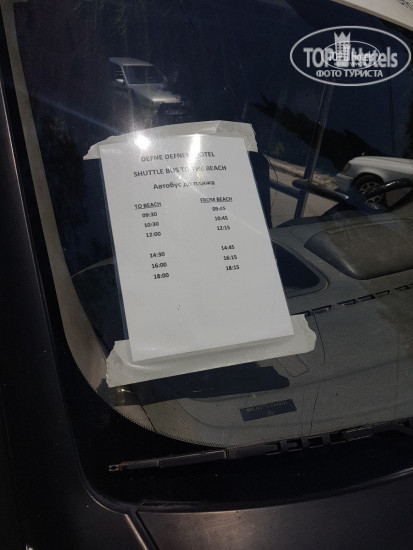 TOPHotels
ФОТО ТУРИСТА
DEFNE DEFNE HOTEL
SHUTTLE BUS TO THE BEACH
Автобус до пляжа
TO BEACH FROM BEACH
09:30 09:45
10:30 10:45
12:00 12:15
14:30 14:45
16:00 16:15
18:00 18:15